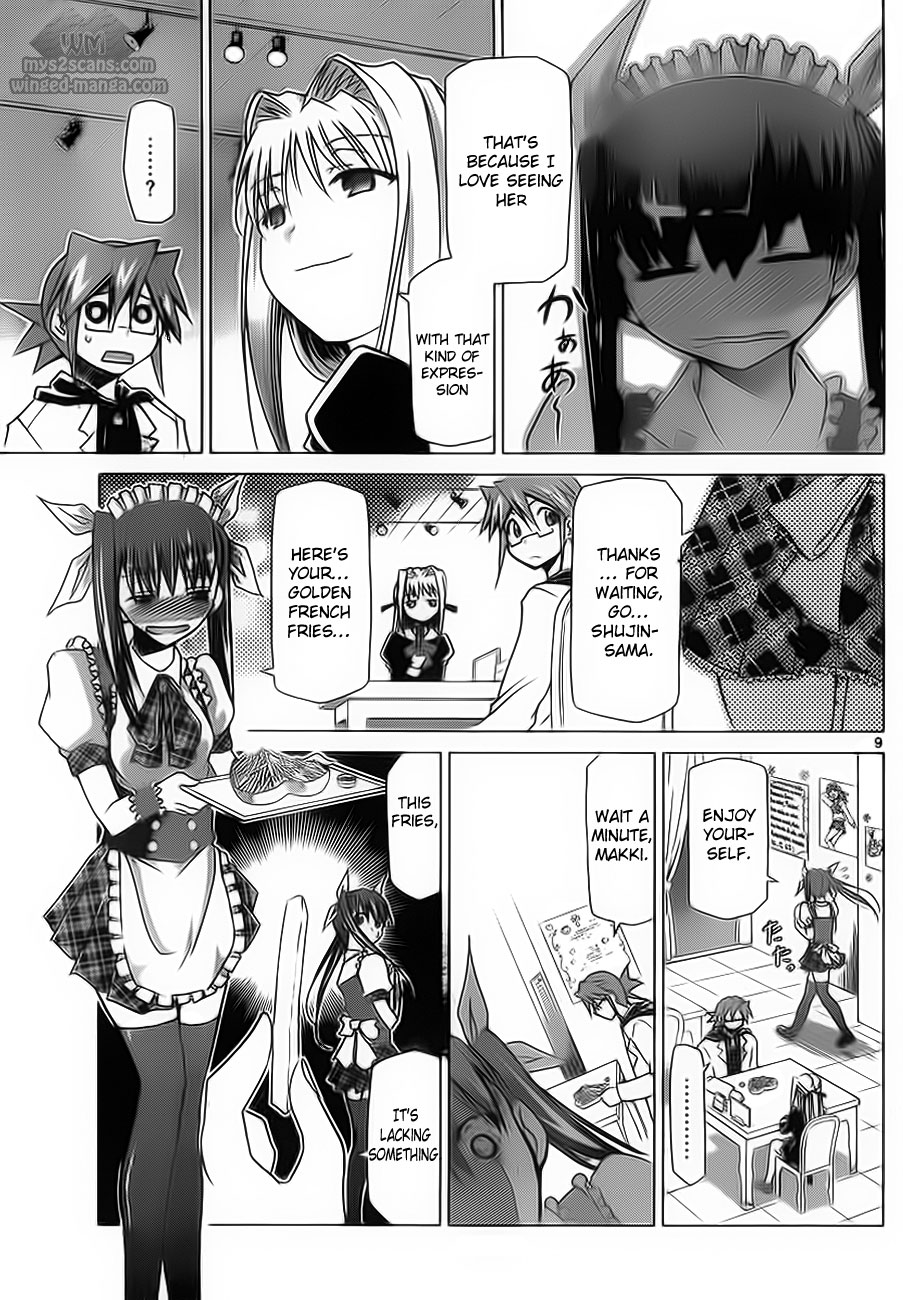 WM
mys2scans.com
winged-manga.com
かぁぁ
THAT'S
BECAUSE I
LOVE SEEING
HER
WITH THAT
KIND OF
EXPRES-
SION
........?
THANKS
... FOR
WAITING,
GO...
SHUJIN-
SAMA.
HERE'S
YOUR...
GOLDEN
FRENCH
FRIES...
9
ENJOY
YOUR-
SELF.
たたっ
.........
WAIT A
MINUTE,
MAKKI.
THIS
FRIES,
IT'S
LACKING
SOMETHING